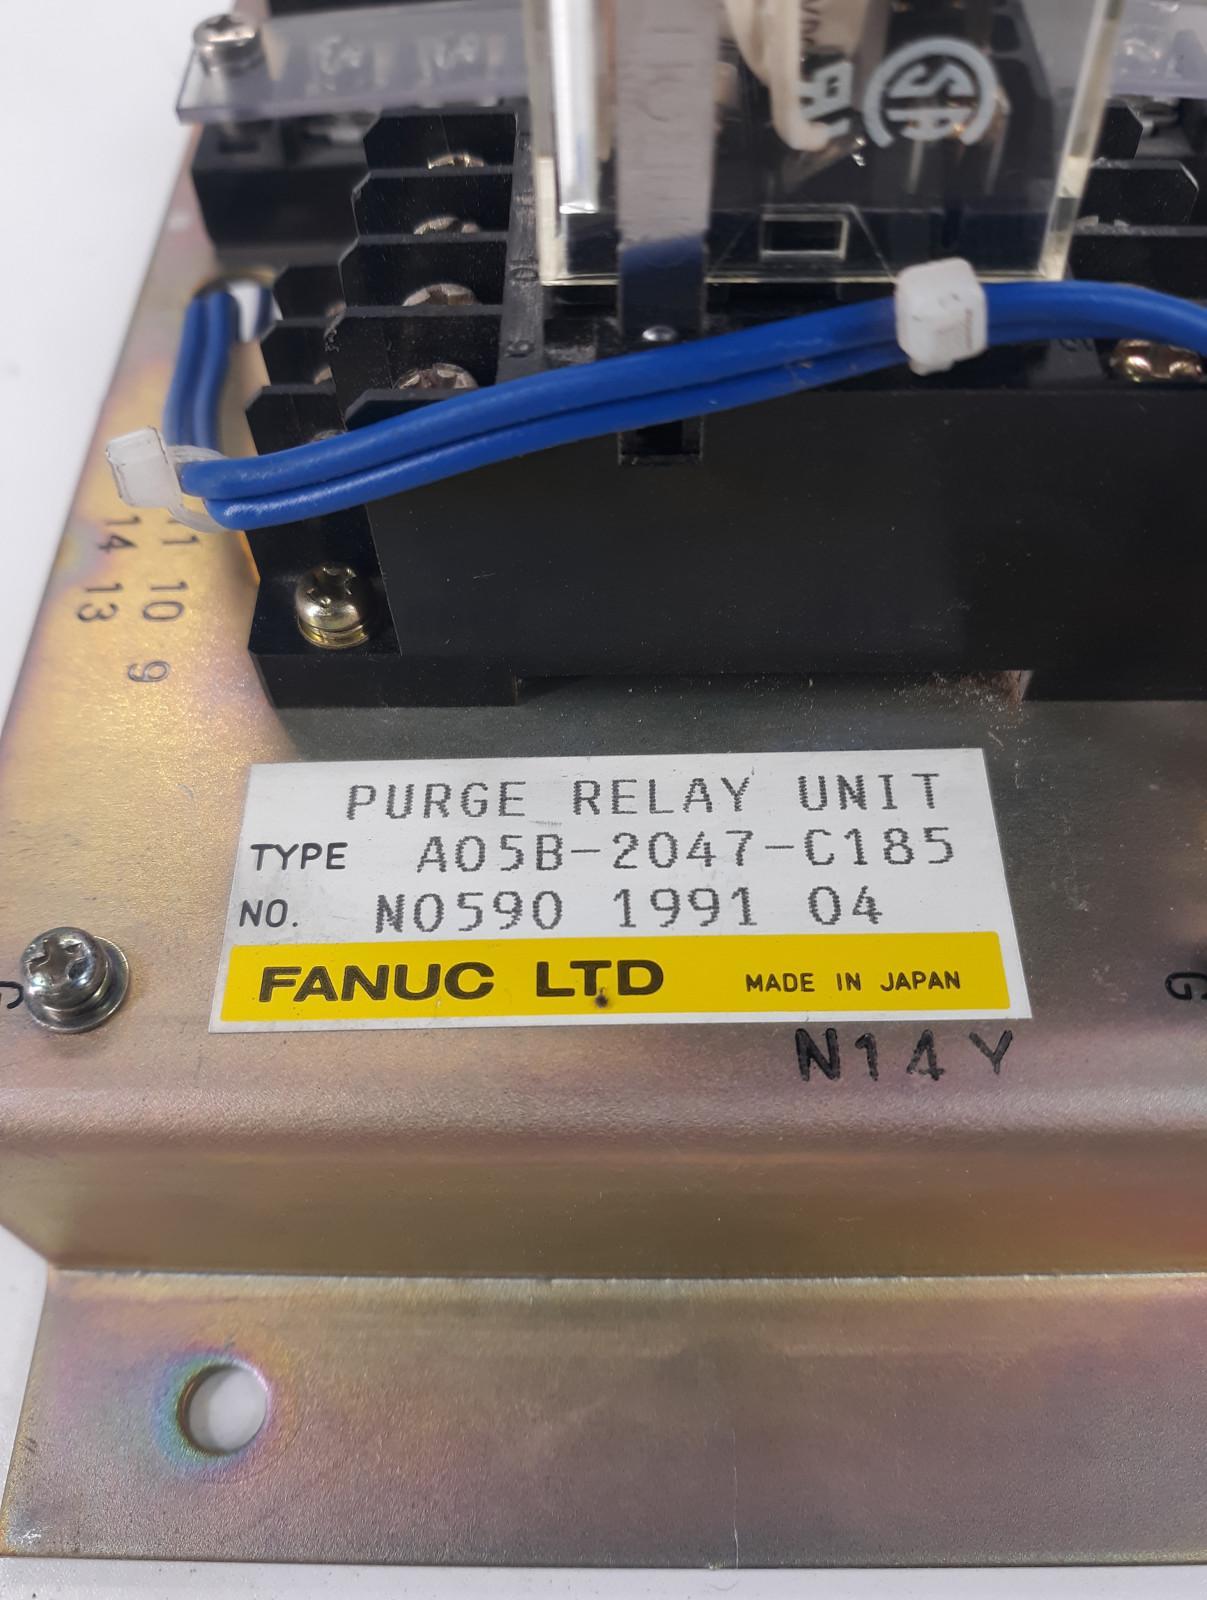 PURGE RELAY UNIT
TYPE A05B-2047-C185
NO. N0590 1991 04
FANUC LTD MADE IN JAPAN
N14Y
14
13
10
9
G